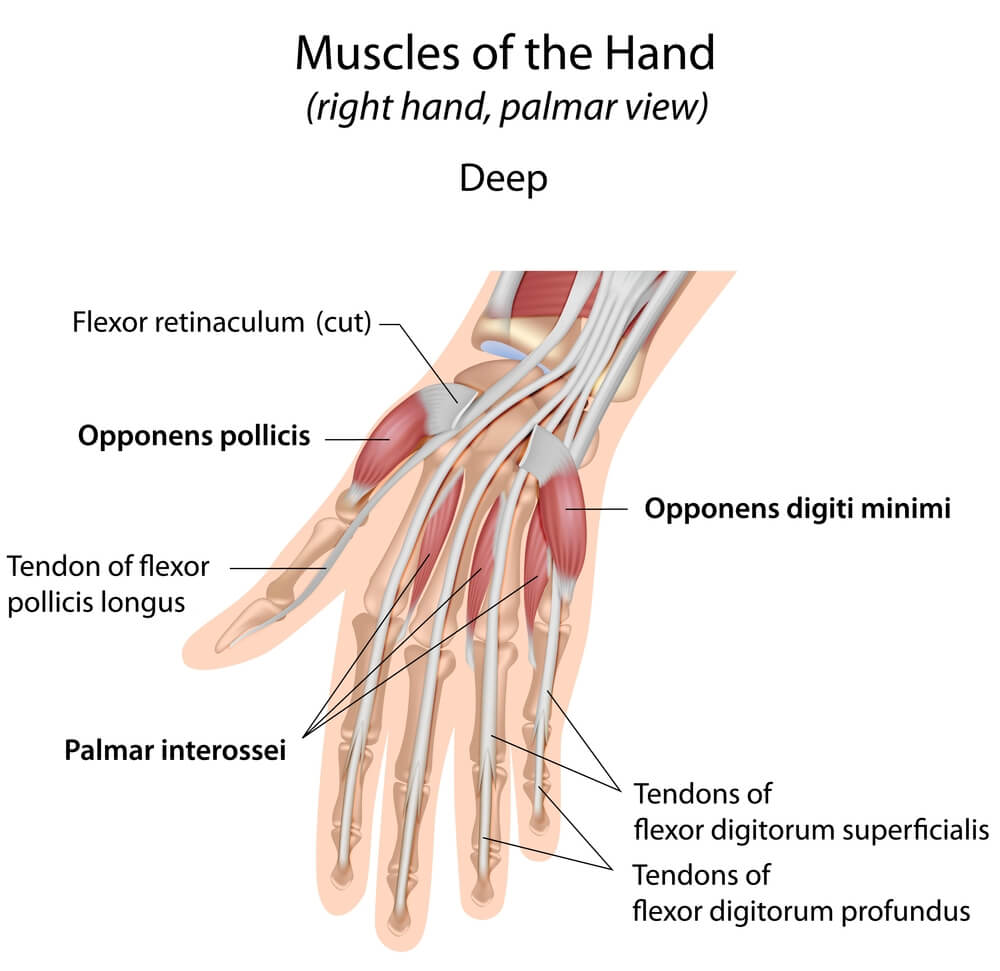 Muscles of the Hand
(right hand, palmar view)
Deep
Flexor retinaculum (cut)
Opponens pollicis
Opponens digiti minimi
Tendon of flexor
pollicis longus
Palmar interossei
Tendons of
flexor digitorum superficialis
Tendons of
flexor digitorum profundus